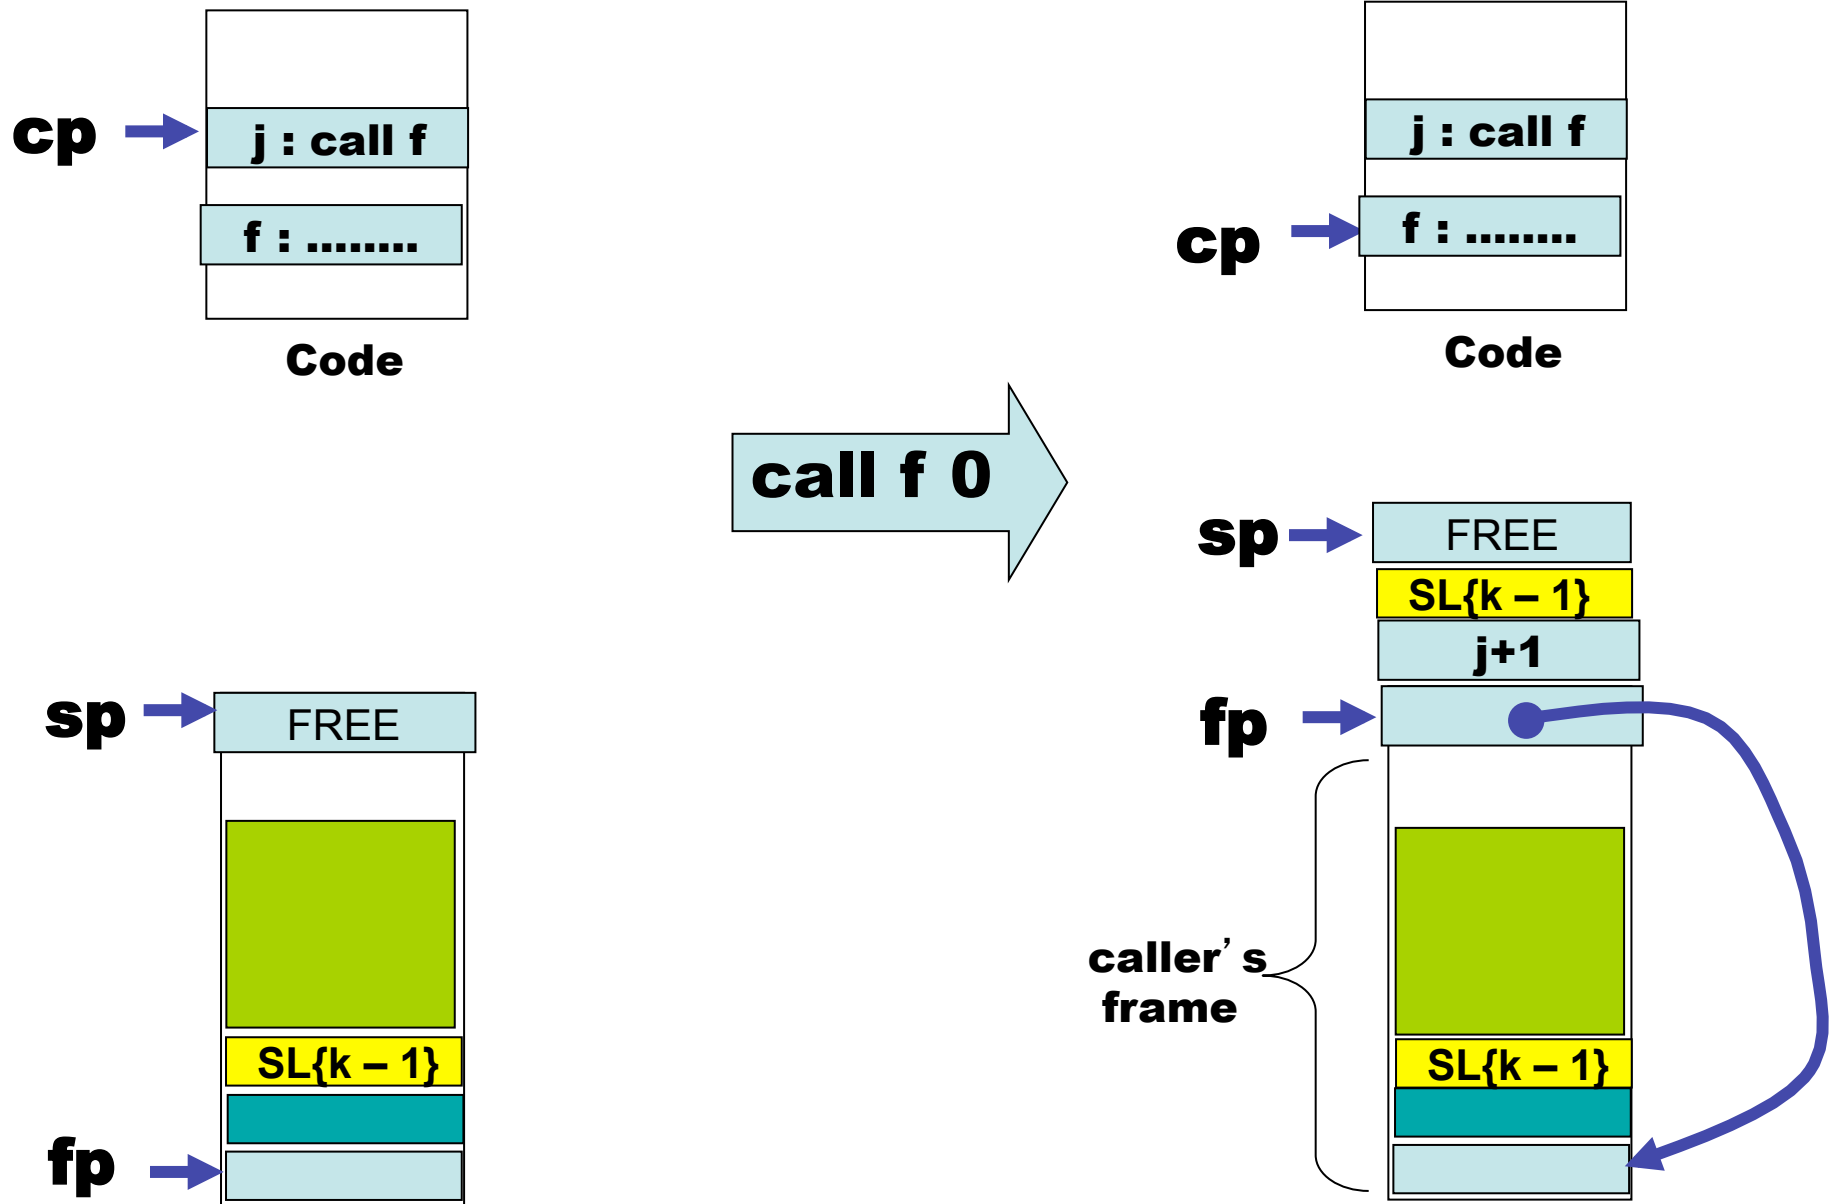 cp
j : call f
f : ........
Code
sp
FREE
SL{k – 1}
fp
call f 0
cp
j : call f
f : ........
Code
sp
FREE
SL{k – 1}
j+1
fp
caller’s
frame
SL{k – 1}